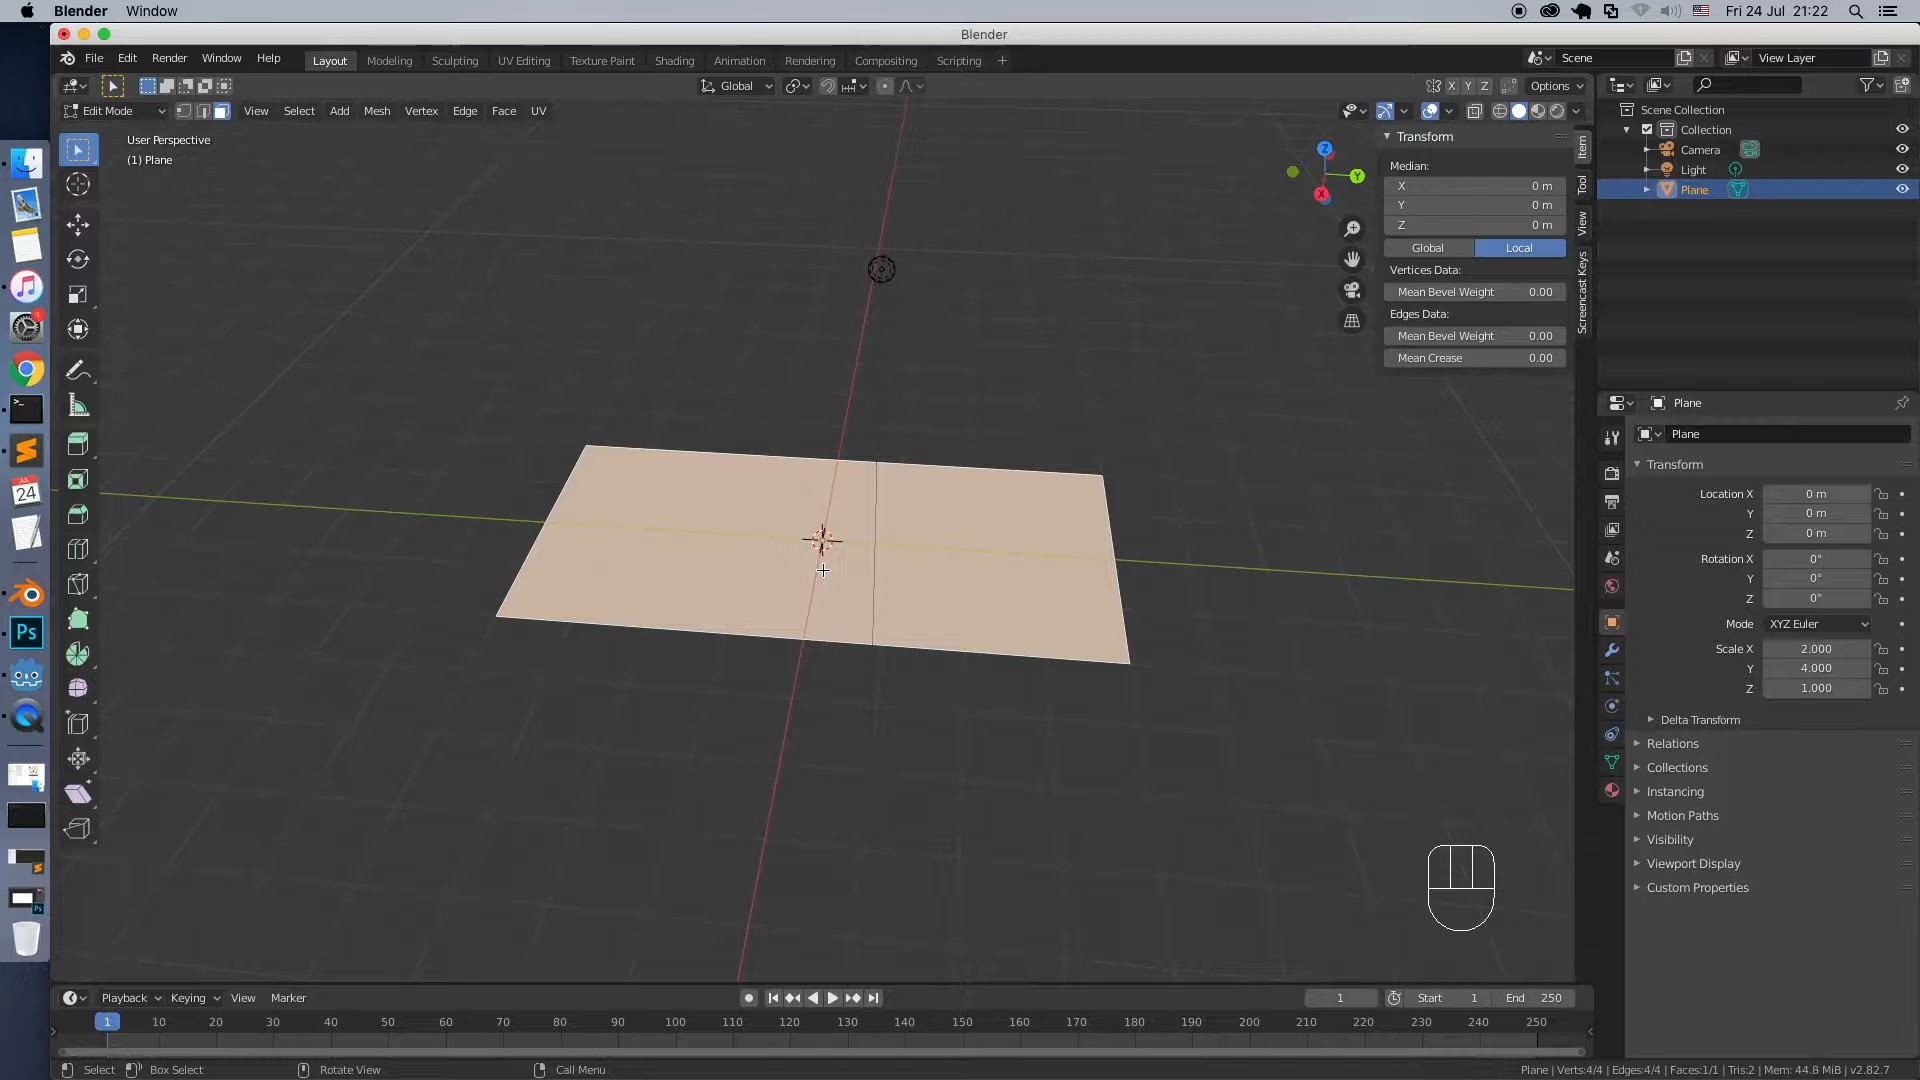 Blender Window Fri 24 Jul 21:22
Blender
File Edit Render Window Help Layout Modeling Sculpting UV Editing Texture Paint Shading Animation Rendering Compositing Scripting + Scene View Layer
Global X Y Z Options
Edit Mode View Select Add Mesh Vertex Edge Face UV
User Perspective
(1) Plane
Z
Y
X
Transform
Median:
X 0 m
Y 0 m
Z 0 m
Global Local
Vertices Data:
Mean Bevel Weight 0.00
Edges Data:
Mean Bevel Weight 0.00
Mean Crease 0.00
Item
Tool
View
Screencast Keys
Scene Collection
Collection
Camera
Light
Plane
Plane
Plane
Transform
Location X 0 m
Y 0 m
Z 0 m
Rotation X 0°
Y 0°
Z 0°
Mode XYZ Euler
Scale X 2.000
Y 4.000
Z 1.000
Delta Transform
Relations
Collections
Instancing
Motion Paths
Visibility
Viewport Display
Custom Properties
1
JUL
24
Ps
Playback Keying View Marker 1 Start 1 End 250
1 10 20 30 40 50 60 70 80 90 100 110 120 130 140 150 160 170 180 190 200 210 220 230 240 250
Select Box Select Rotate View Call Menu Plane | Verts:4/4 | Edges:4/4 | Faces:1/1 | Tris:2 | Mem: 44.8 MiB | v2.82.7